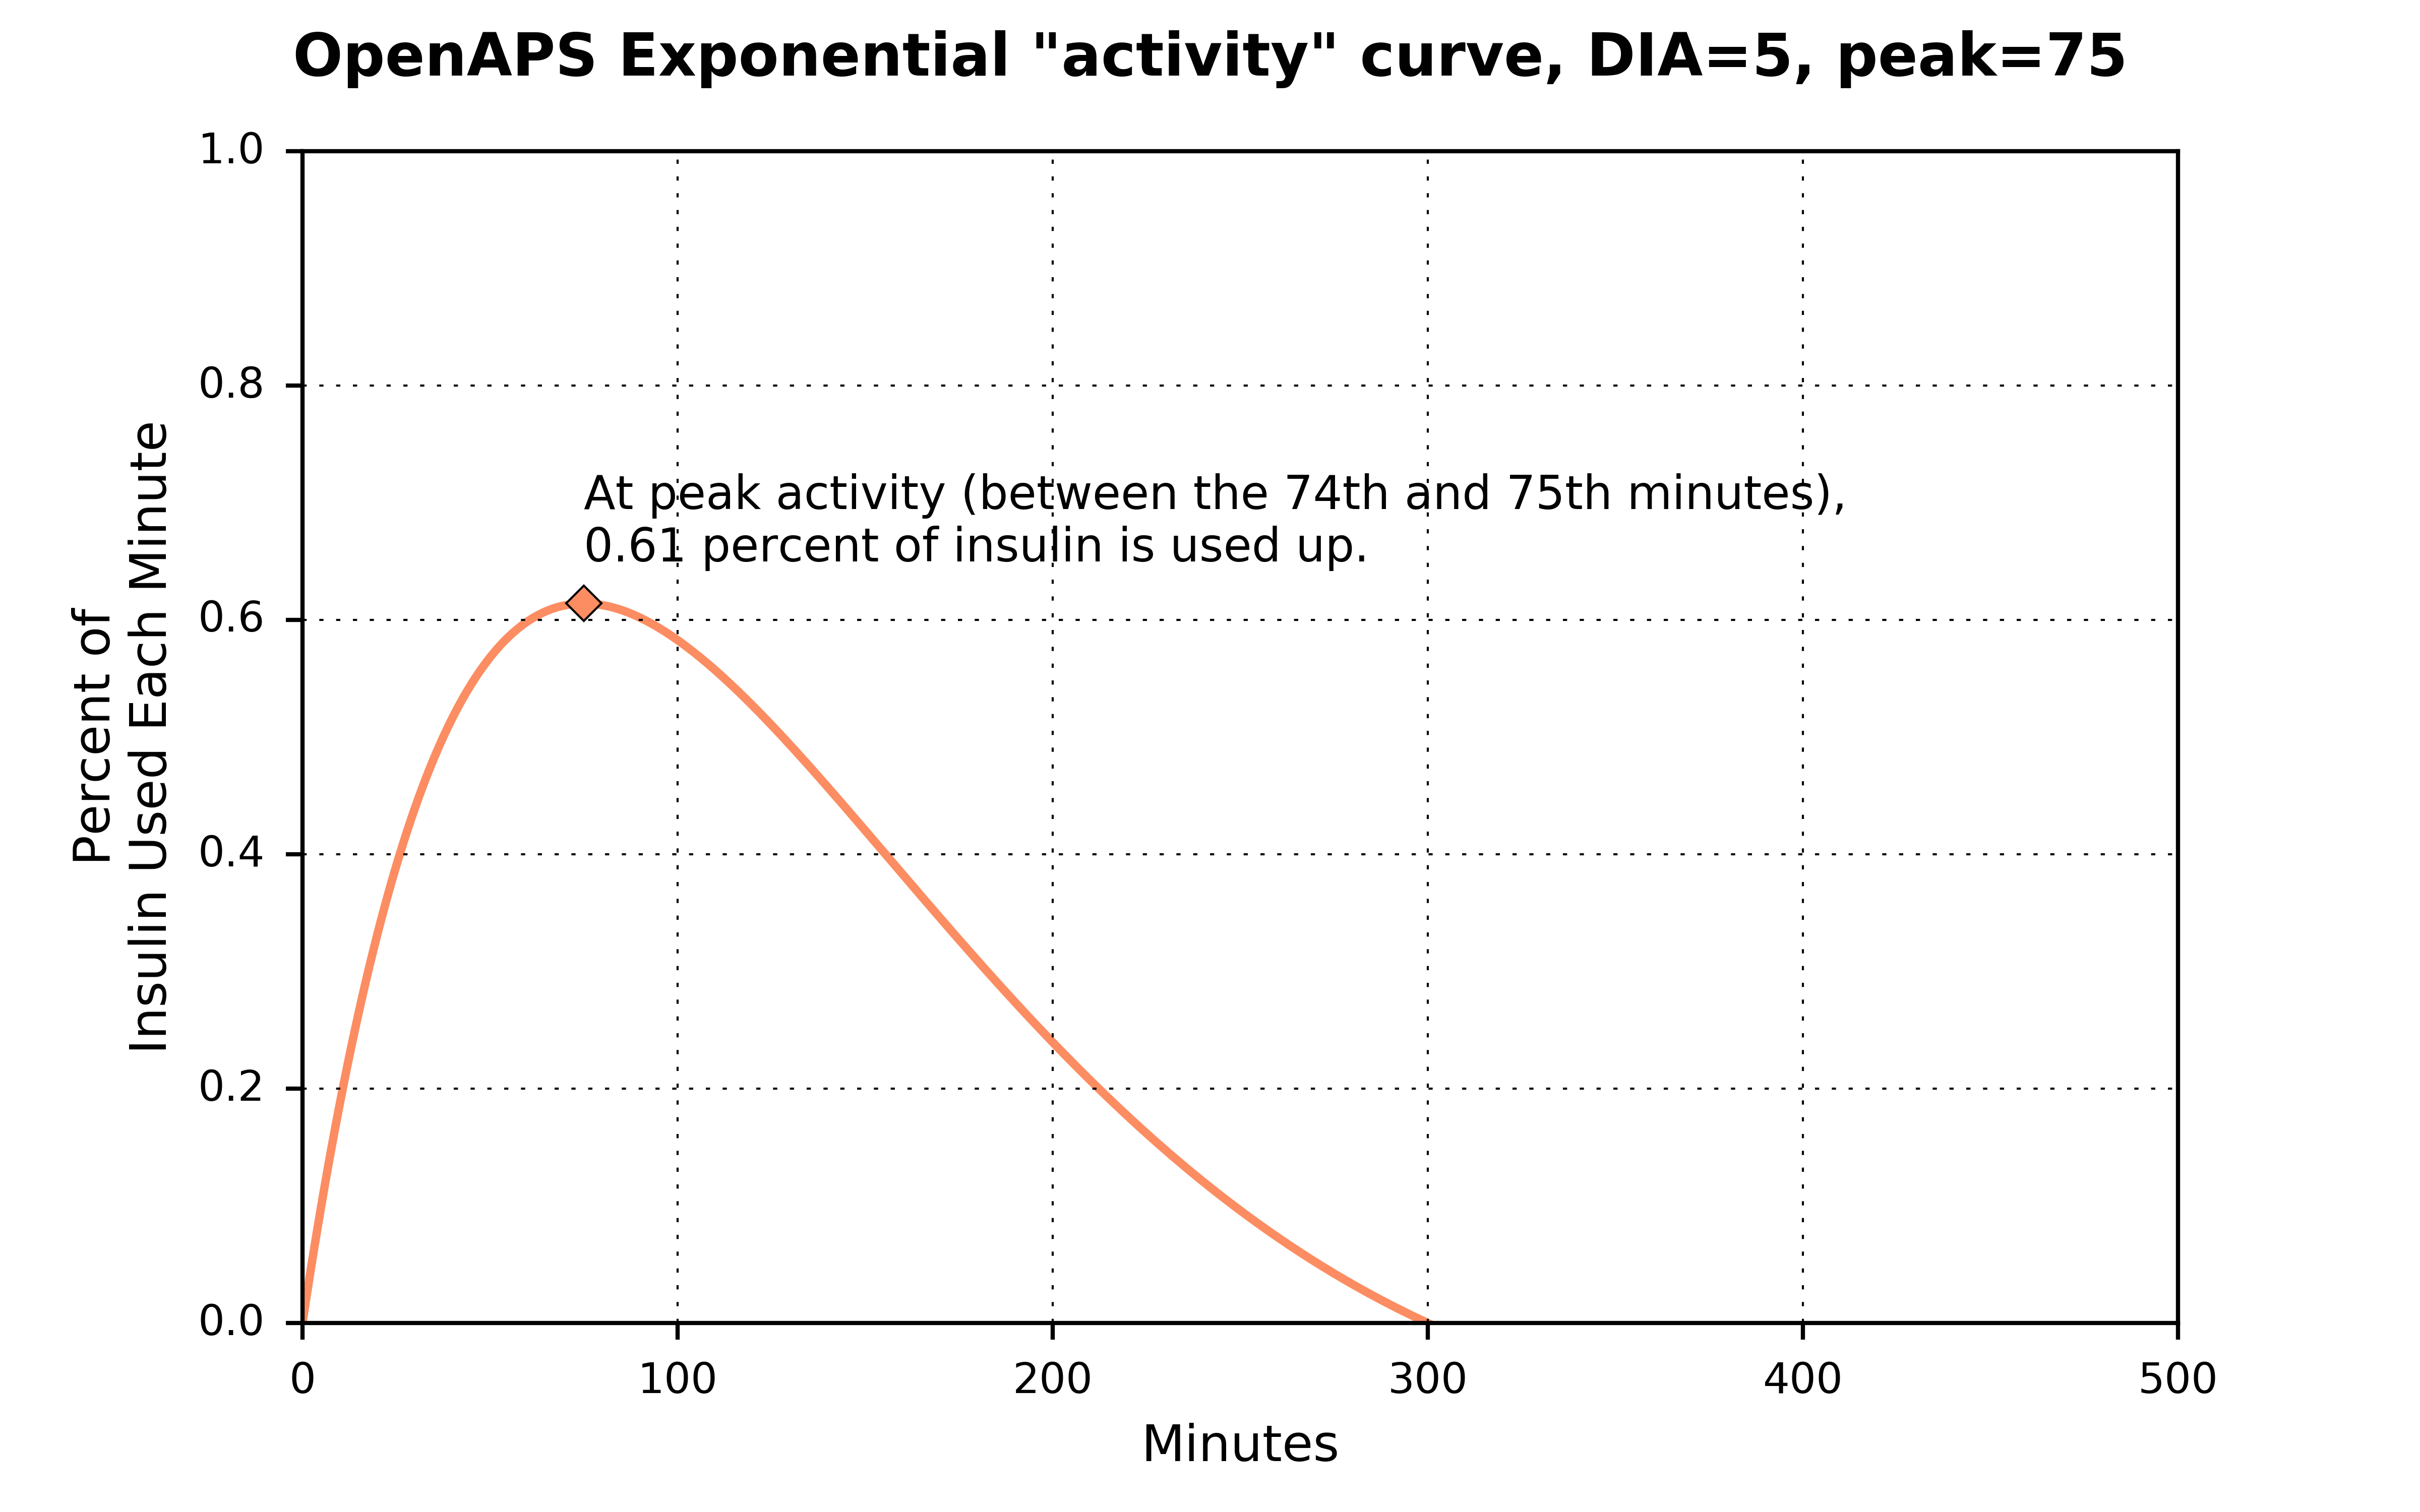 OpenAPS Exponential "activity" curve, DIA=5, peak=75
1.0
0.8
0.6
0.4
0.2
0.0
Percent of
Insulin Used Each Minute
At peak activity (between the 74th and 75th minutes),
0.61 percent of insulin is used up.
0 100 200 300 400 500
Minutes